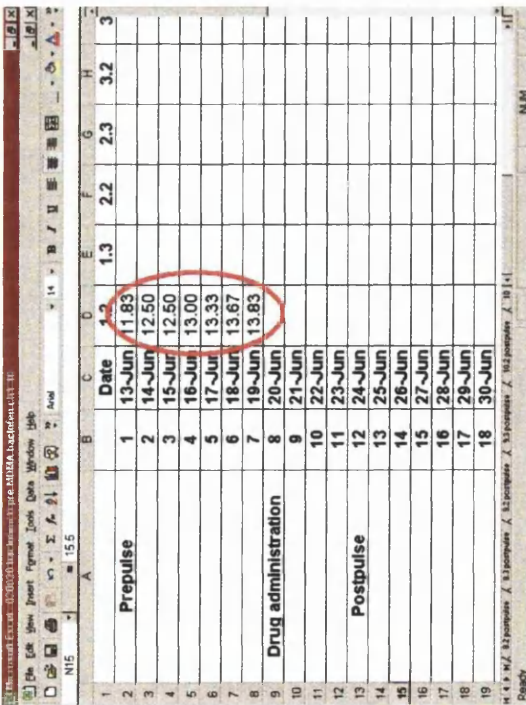 File Edit View Insert Format Tools Data Window Help
Arial 14 B I U
N15 = 15.5
A B C D E F G H
1 Date 1.2 1.3 2.2 2.3 3.2 3
2 Prepulse 1 13-Jun 11.83
3 2 14-Jun 12.50
4 3 15-Jun 12.50
5 4 16-Jun 13.00
6 5 17-Jun 13.33
7 6 18-Jun 13.67
8 7 19-Jun 13.83
9 Drug administration 8 20-Jun
10 9 21-Jun
11 10 22-Jun
12 11 23-Jun
13 Postpulse 12 24-Jun
14 13 25-Jun
15 14 26-Jun
16 15 27-Jun
17 16 28-Jun
18 17 29-Jun
19 18 30-Jun
Ready NUM